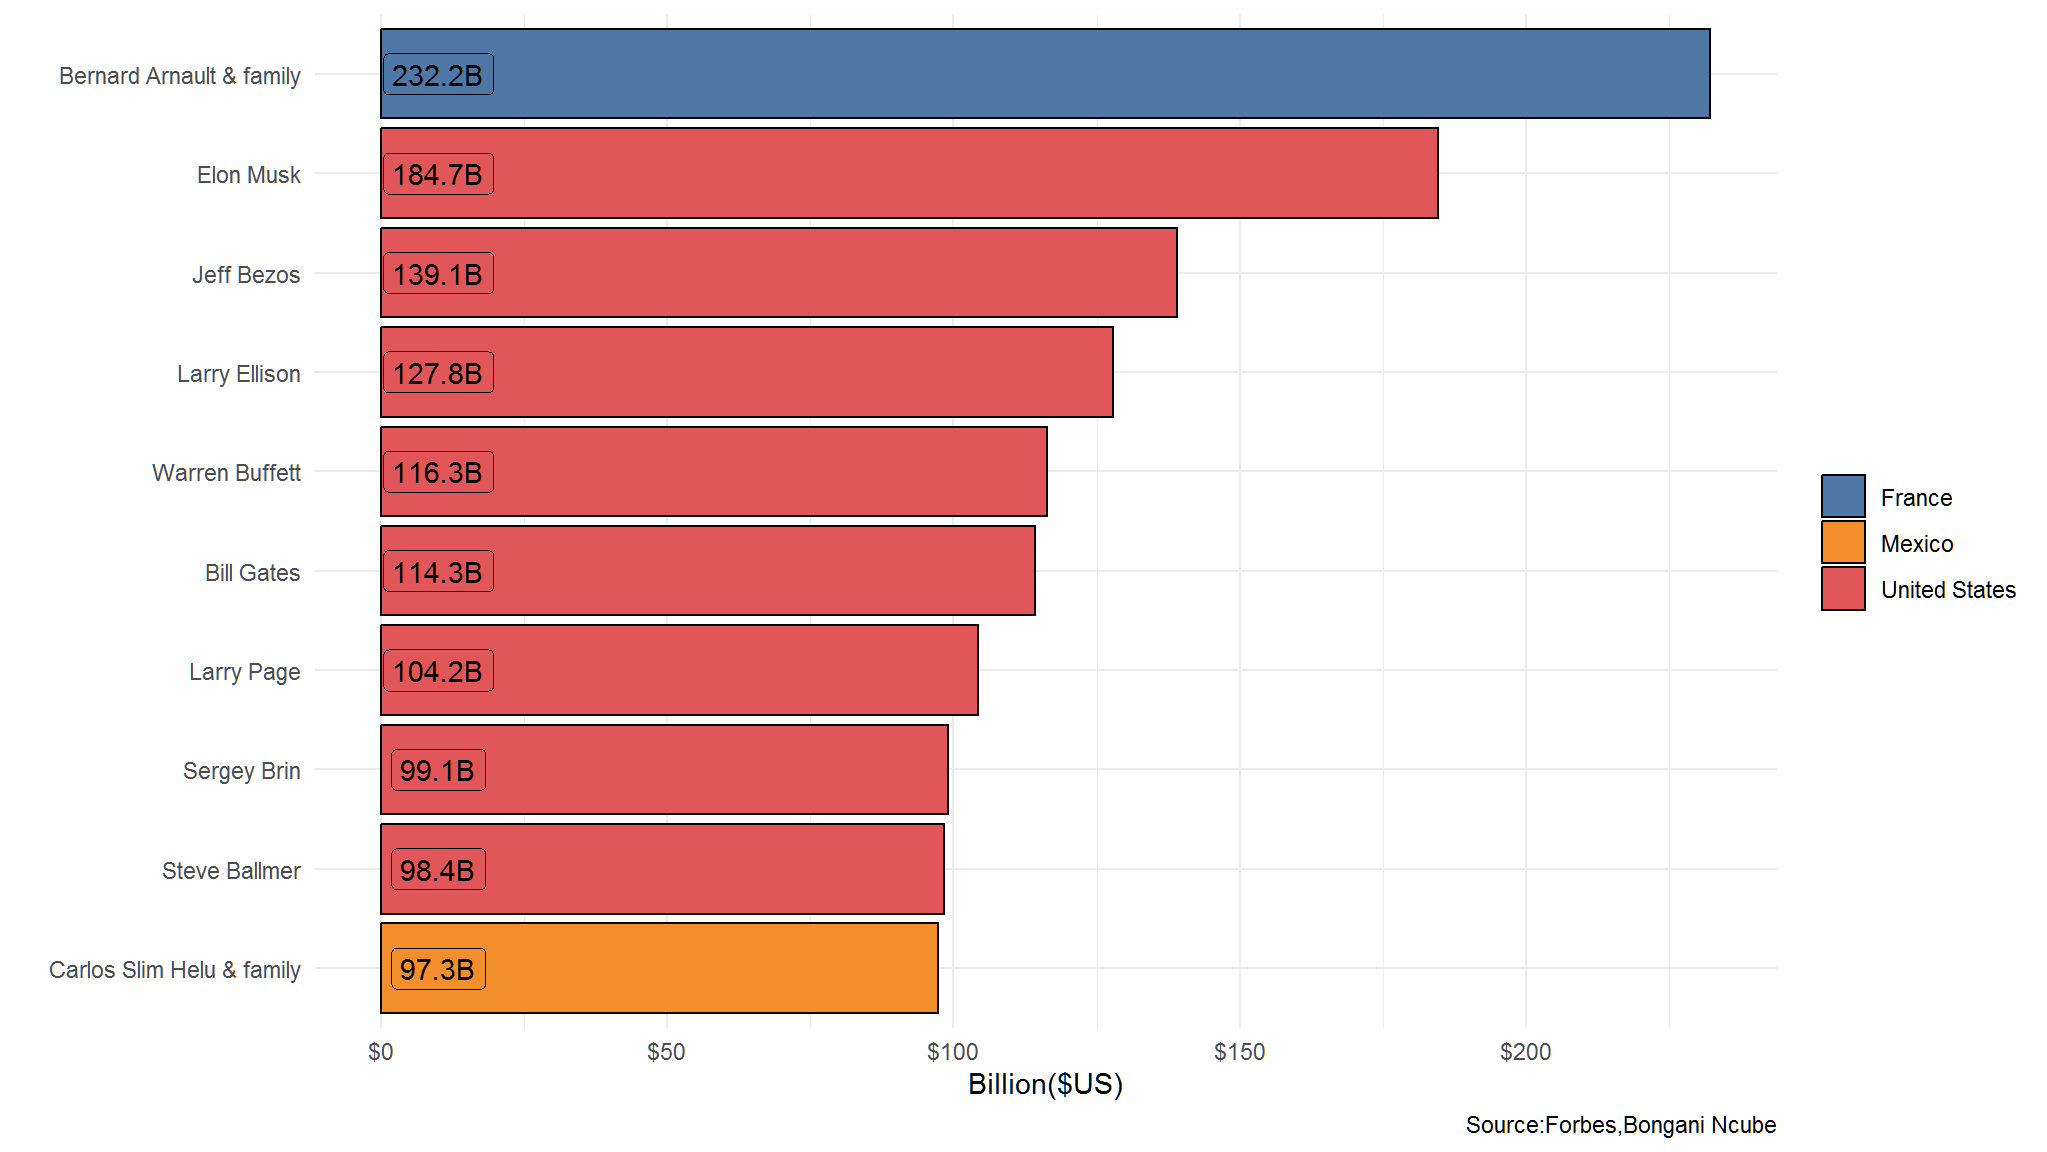 Bernard Arnault & family
232.2B
Elon Musk
184.7B
Jeff Bezos
139.1B
Larry Ellison
127.8B
Warren Buffett
116.3B
Bill Gates
114.3B
Larry Page
104.2B
Sergey Brin
99.1B
Steve Ballmer
98.4B
Carlos Slim Helu & family
97.3B
France
Mexico
United States
$0
$50
$100
$150
$200
Billion($US)
Source:Forbes,Bongani Ncube